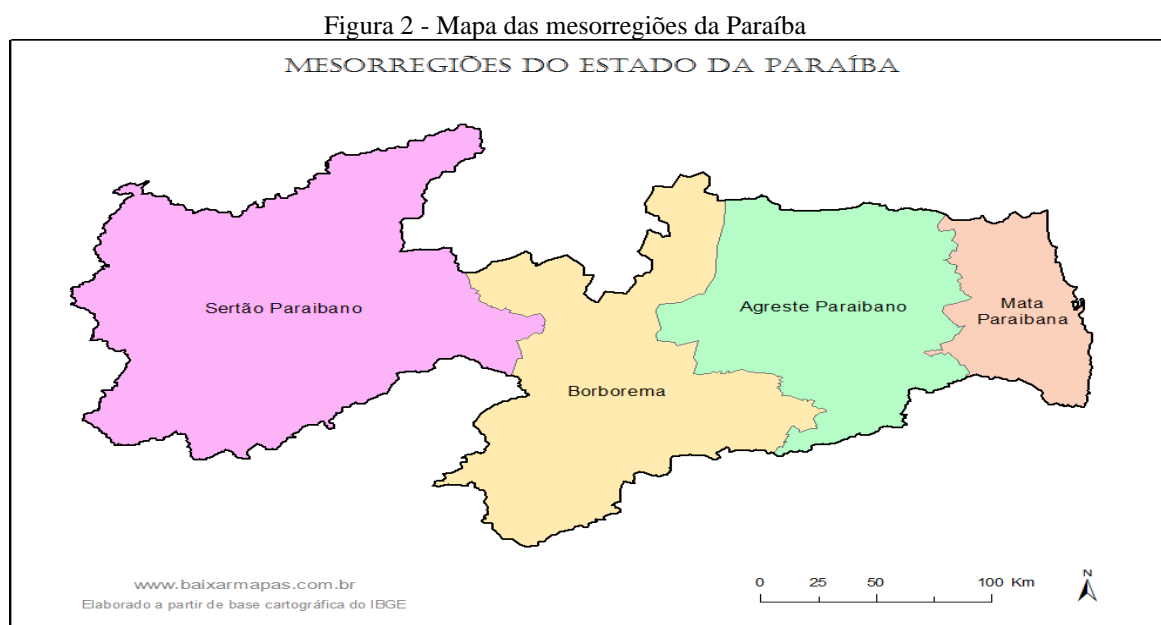 Figura 2 - Mapa das mesorregiões da Paraíba
MESORREGIÕES DO ESTADO DA PARAÍBA
Sertão Paraibano
Agreste Paraibano
Mata
Paraibana
Borborema
www.baixarmapas.com.br
Elaborado a partir de base cartográfica do IBGE
0 25 50 100 Km
N